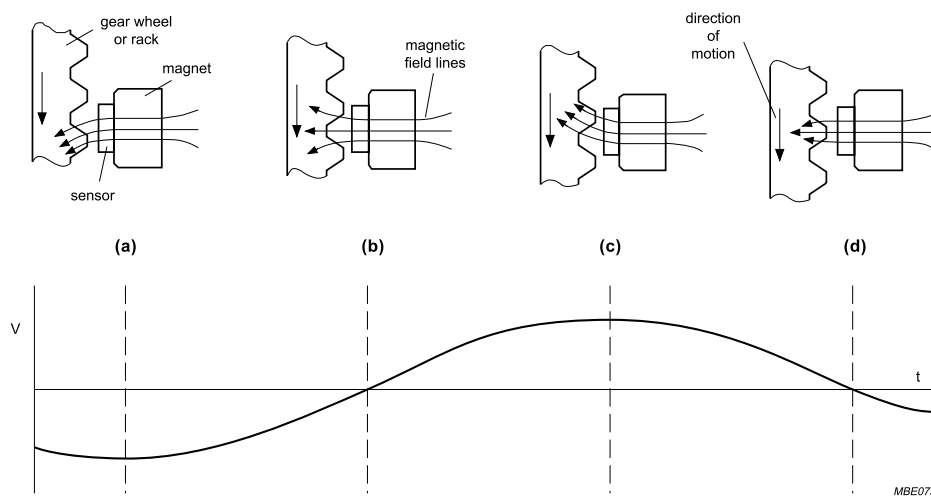 gear wheel
or rack
magnet
sensor
magnetic
field lines
direction
of
motion
(a)
(b)
(c)
(d)
V
t